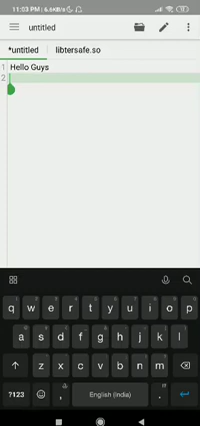 11:03 PM | 6.6KB/s
untitled
*untitled libtersafe.so
1 Hello Guys
2
q w e r t y u i o p
a s d f g h j k l
z x c v b n m
?123 , English (India) .